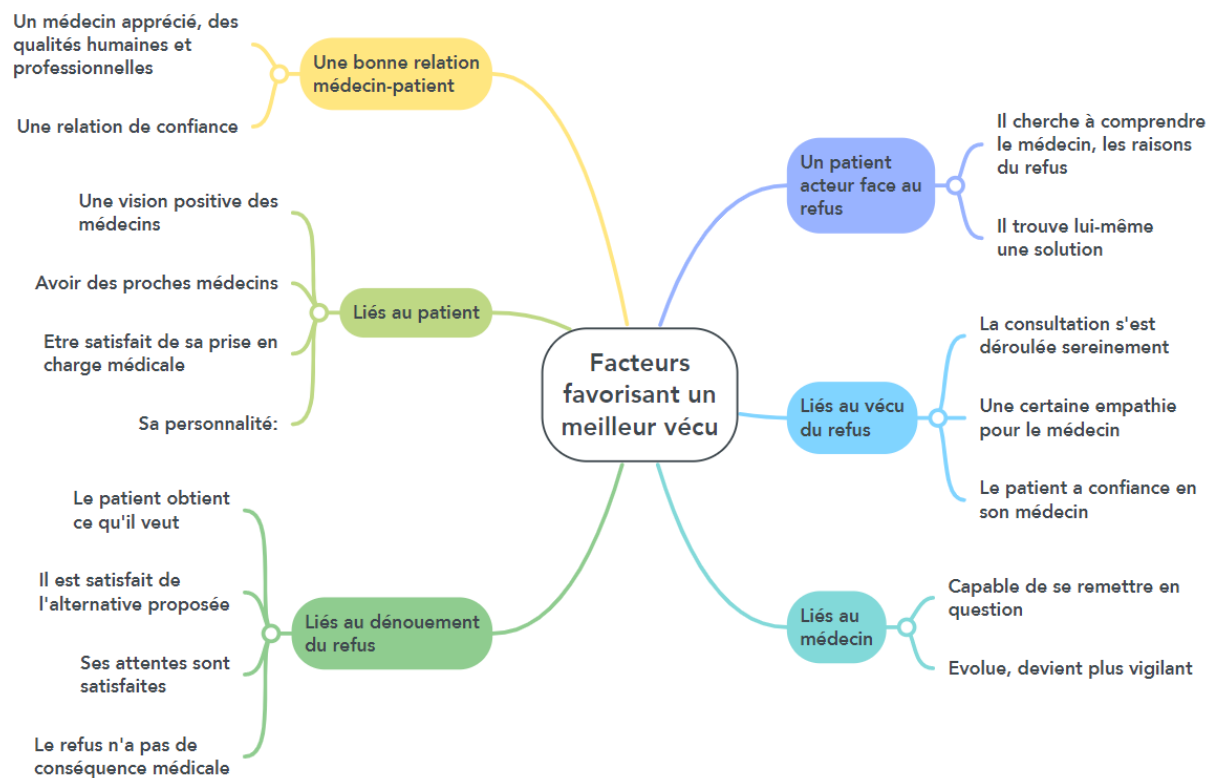 Facteurs
favorisant un
meilleur vécu
Une bonne relation
médecin-patient
Un médecin apprécié, des
qualités humaines et
professionnelles
Une relation de confiance
Liés au patient
Une vision positive des
médecins
Avoir des proches médecins
Etre satisfait de sa prise en
charge médicale
Sa personnalité:
Liés au dénouement
du refus
Le patient obtient
ce qu'il veut
Il est satisfait de
l'alternative proposée
Ses attentes sont
satisfaites
Le refus n'a pas de
conséquence médicale
Un patient
acteur face au
refus
Il cherche à comprendre
le médecin, les raisons
du refus
Il trouve lui-même
une solution
Liés au vécu
du refus
La consultation s'est
déroulée sereinement
Une certaine empathie
pour le médecin
Le patient a confiance en
son médecin
Liés au
médecin
Capable de se remettre en
question
Evolue, devient plus vigilant